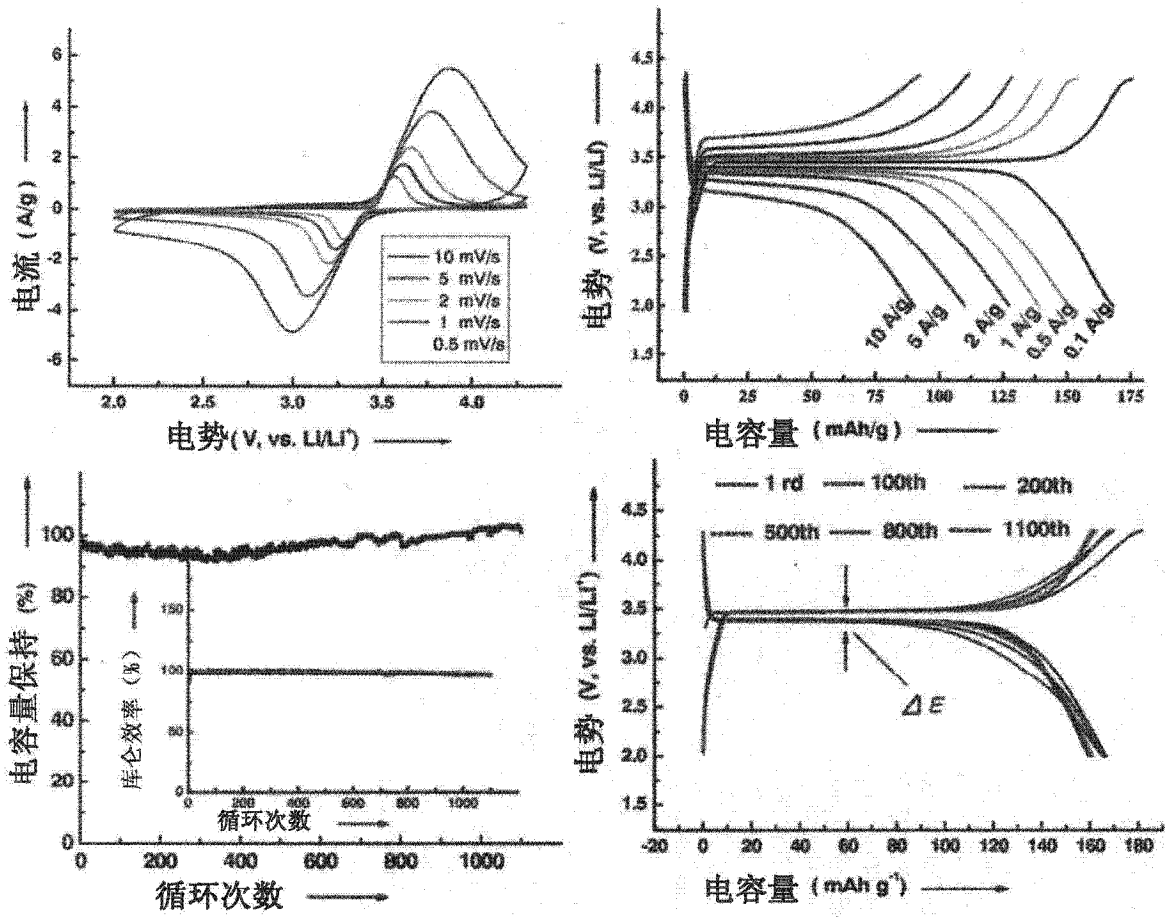 6
4
2
0
-2
-4
-6
电流 (A/g)
10 mV/s
5 mV/s
2 mV/s
1 mV/s
0.5 mV/s
2.0 2.5 3.0 3.5 4.0
电势(V, vs. Li/Li⁺)
4.5
4.0
3.5
3.0
2.5
2.0
1.5
电势 (V, vs. Li/Li)
10 A/g 5 A/g 2 A/g 1 A/g 0.5 A/g 0.1 A/g
0 25 50 75 100 125 150 175
电容量 (mAh/g)
100
80
60
40
20
0
电容量保持 (%)
150
100
50
0
库仑效率 (%)
0 200 400 600 800 1000
循环次数
0 200 400 600 800 1000
循环次数
1 rd 100th 200th
500th 800th 1100th
4.5
4.0
3.5
3.0
2.5
2.0
1.5
电势 (V, vs. Li/Li⁺)
ΔE
-20 0 20 40 60 80 100 120 140 160 180
电容量 (mAh g⁻¹)